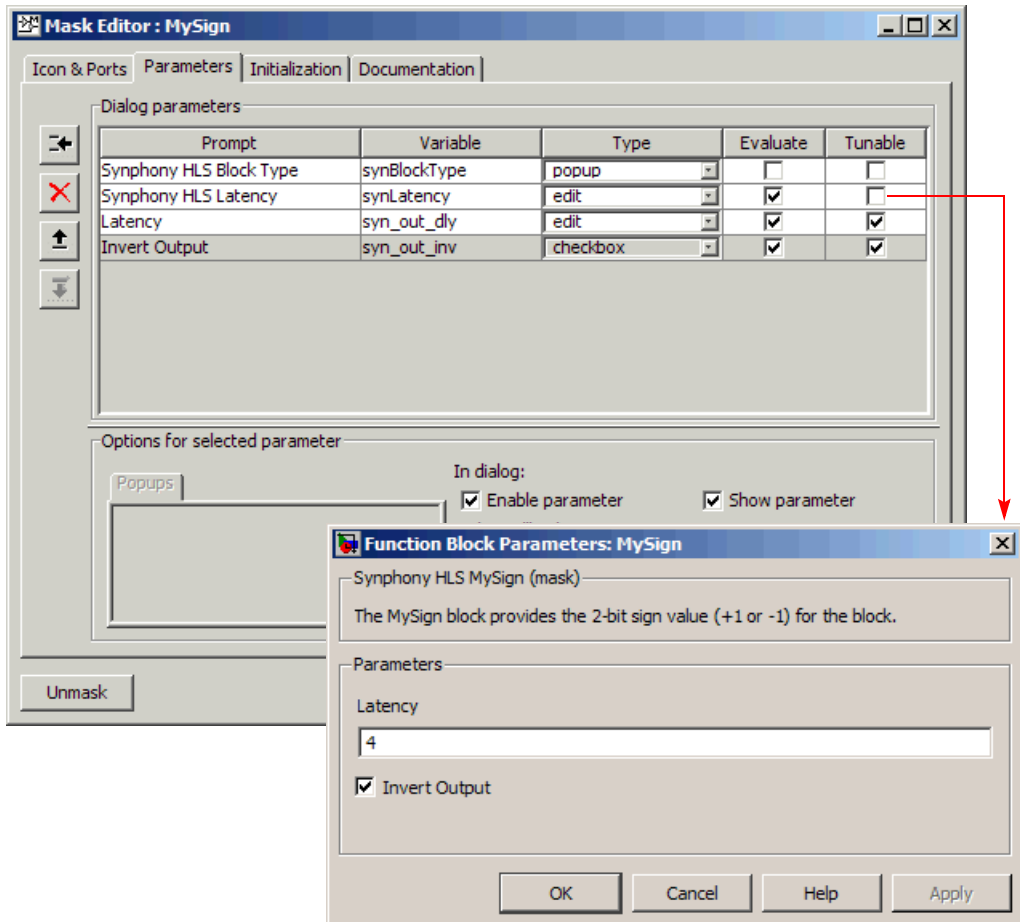 Mask Editor : MySign
Icon & Ports Parameters Initialization Documentation
Dialog parameters
Prompt Variable Type Evaluate Tunable
Synphony HLS Block Type synBlockType popup
Synphony HLS Latency synLatency edit
Latency syn_out_dly edit
Invert Output syn_out_inv checkbox
Options for selected parameter
Popups
In dialog:
Enable parameter Show parameter
Unmask
Function Block Parameters: MySign
Synphony HLS MySign (mask)
The MySign block provides the 2-bit sign value (+1 or -1) for the block.
Parameters
Latency
4
Invert Output
OK Cancel Help Apply